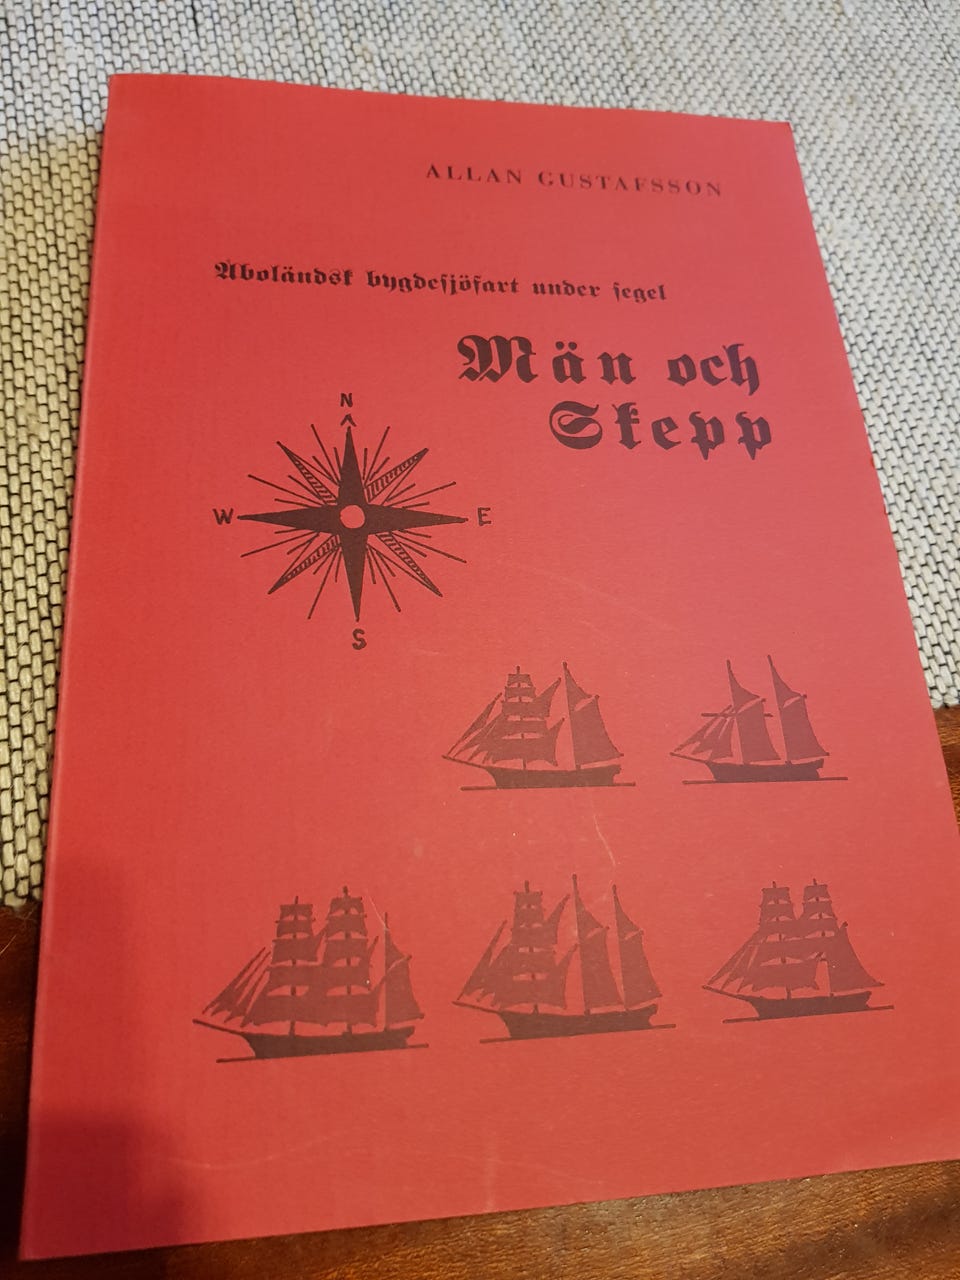 ALLAN GUSTAFSSON
Åboländsk bygdesjöfart under segel
Män och
Skepp
N
W E
S